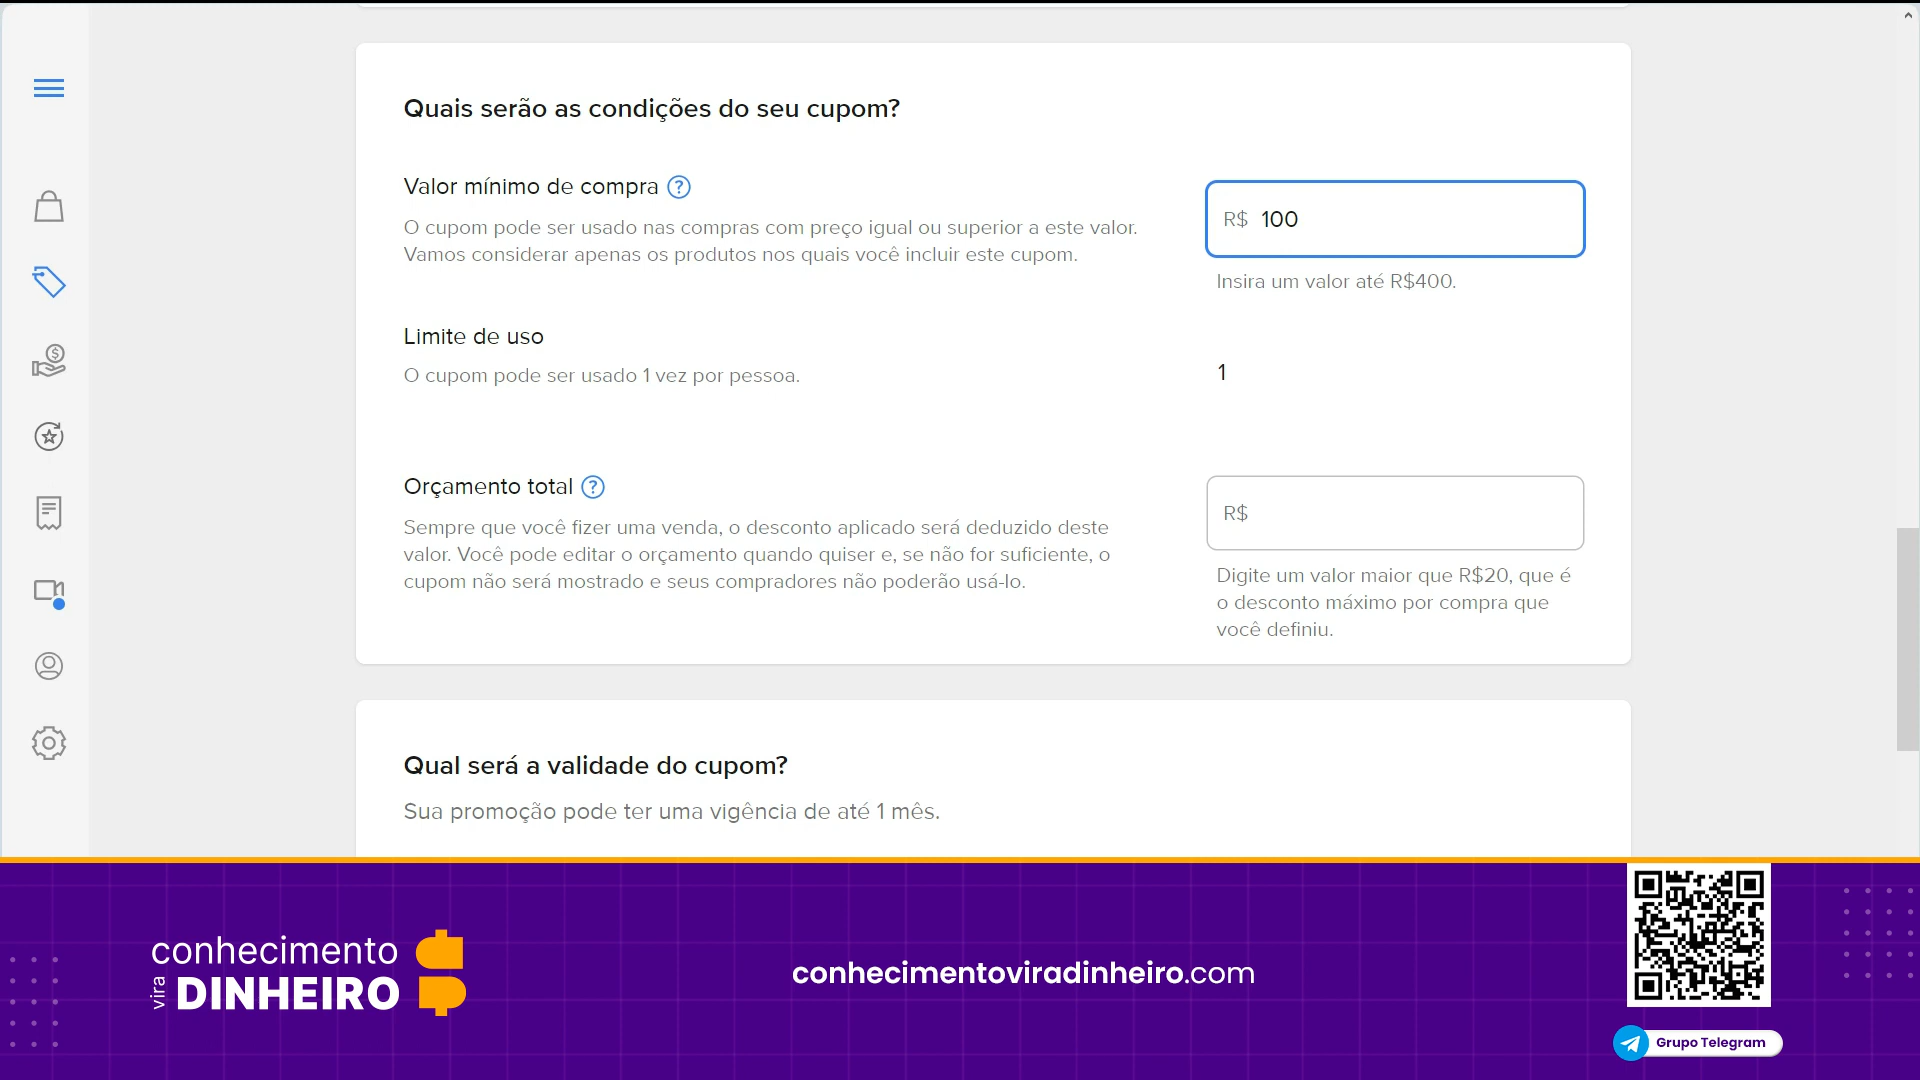 Quais serão as condições do seu cupom?
Valor mínimo de compra ?
O cupom pode ser usado nas compras com preço igual ou superior a este valor.
Vamos considerar apenas os produtos nos quais você incluir este cupom.
R$ 100
Insira um valor até R$400.
Limite de uso
O cupom pode ser usado 1 vez por pessoa.
1
Orçamento total ?
Sempre que você fizer uma venda, o desconto aplicado será deduzido deste
valor. Você pode editar o orçamento quando quiser e, se não for suficiente, o
cupom não será mostrado e seus compradores não poderão usá-lo.
R$
Digite um valor maior que R$20, que é
o desconto máximo por compra que
você definiu.
Qual será a validade do cupom?
Sua promoção pode ter uma vigência de até 1 mês.
conhecimento
vira DINHEIRO
conhecimentoviradinheiro.com
Grupo Telegram